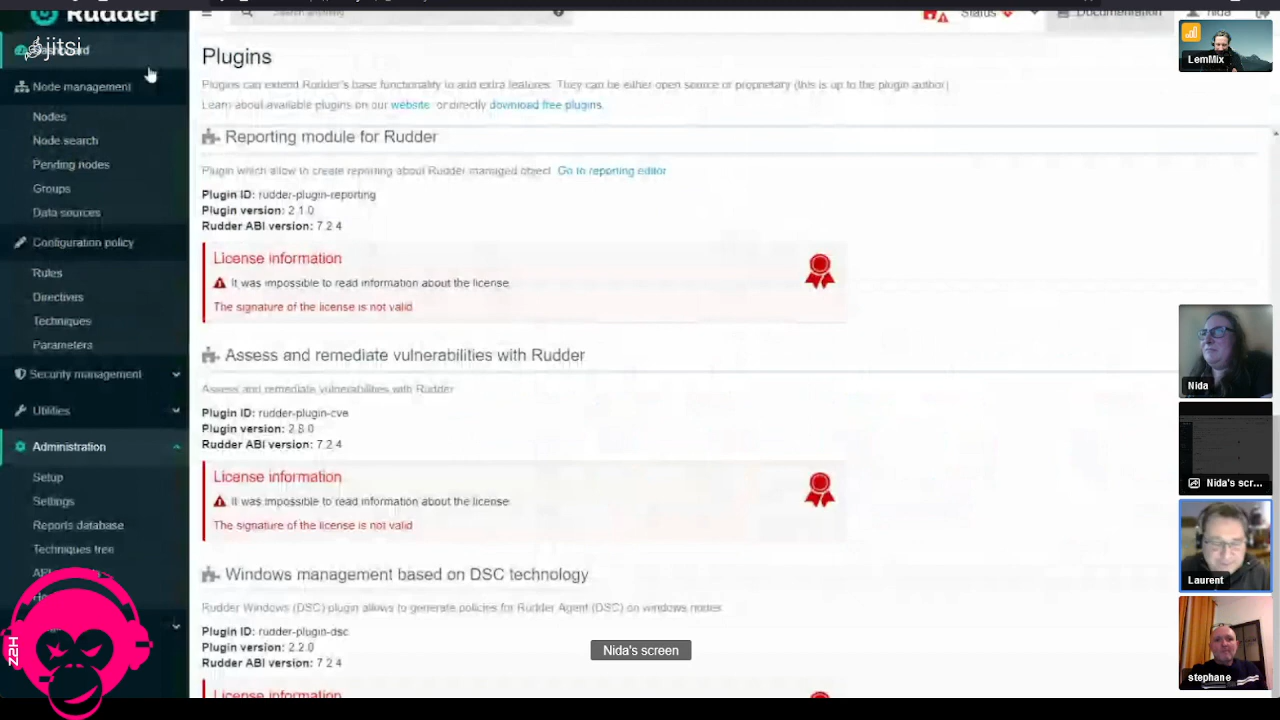 Rudder
Status
Documentation
nida
jitsi
Node management
Nodes
Node search
Pending nodes
Groups
Data sources
Configuration policy
Rules
Directives
Techniques
Parameters
Security management
Utilities
Administration
Setup
Settings
Reports database
Techniques tree
Plugins
Plugins can extend Rudder's base functionality to add extra features. They can be either open source or proprietary (this is up to the plugin author)
Learn about available plugins on our website or directly download free plugins.
Reporting module for Rudder
Plugin which allow to create reporting about Rudder managed object Go to reporting editor
Plugin ID: rudder-plugin-reporting
Plugin version: 2.1.0
Rudder ABI version: 7.2.4
License information
It was impossible to read information about the license
The signature of the license is not valid
Assess and remediate vulnerabilities with Rudder
Assess and remediate vulnerabilities with Rudder
Plugin ID: rudder-plugin-cve
Plugin version: 2.8.0
Rudder ABI version: 7.2.4
License information
It was impossible to read information about the license
The signature of the license is not valid
Windows management based on DSC technology
Rudder Windows (DSC) plugin allows to generate policies for Rudder Agent (DSC) on windows nodes
Plugin ID: rudder-plugin-dsc
Plugin version: 2.2.0
Rudder ABI version: 7.2.4
License information
Nida's screen
LemMix
Nida
Nida's scr...
Laurent
stephane
Z2H